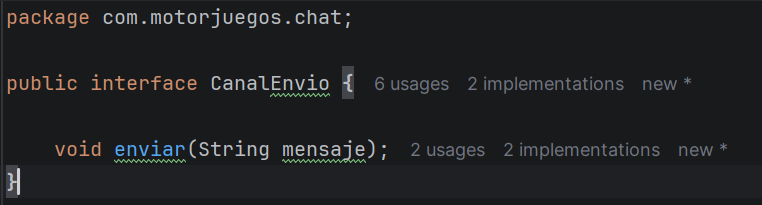 package com.motorjuegos.chat;
public interface CanalEnvio { 6 usages 2 implementations new *
void enviar(String mensaje); 2 usages 2 implementations new *
}